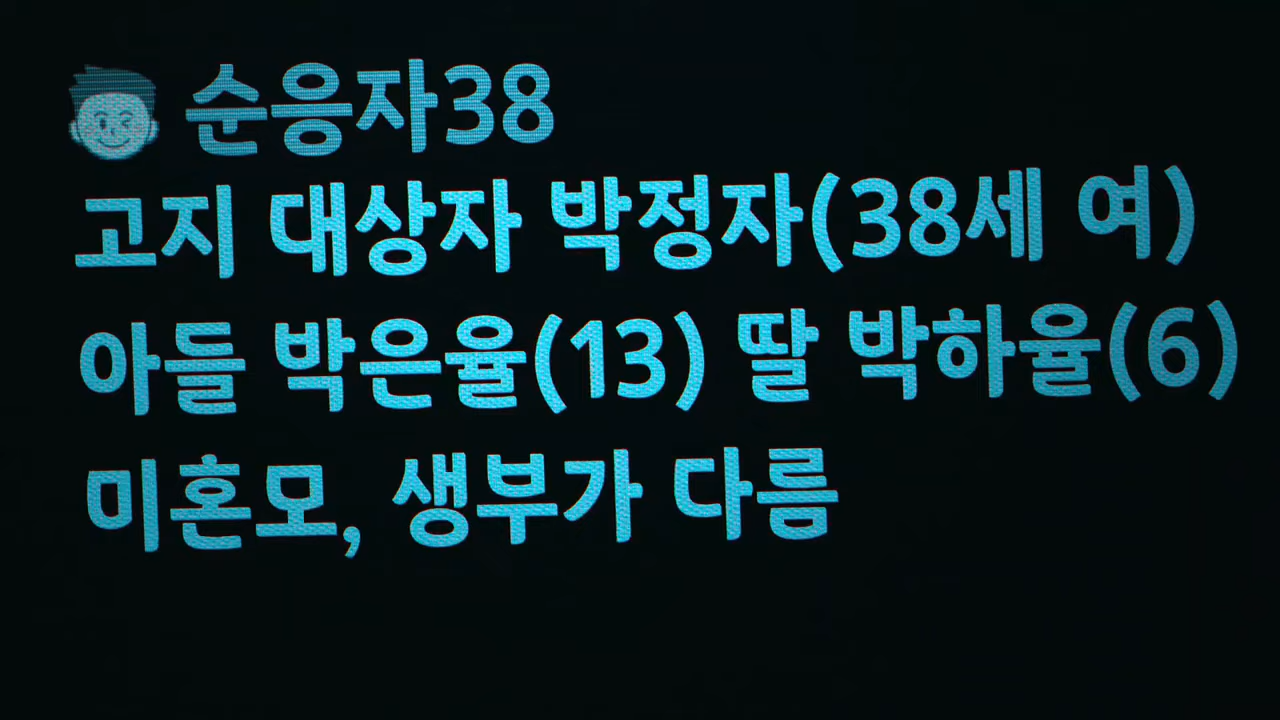 순응자38
고지 대상자 박정자(38세 여)
아들 박은율(13) 딸 박하율(6)
미혼모, 생부가 다름